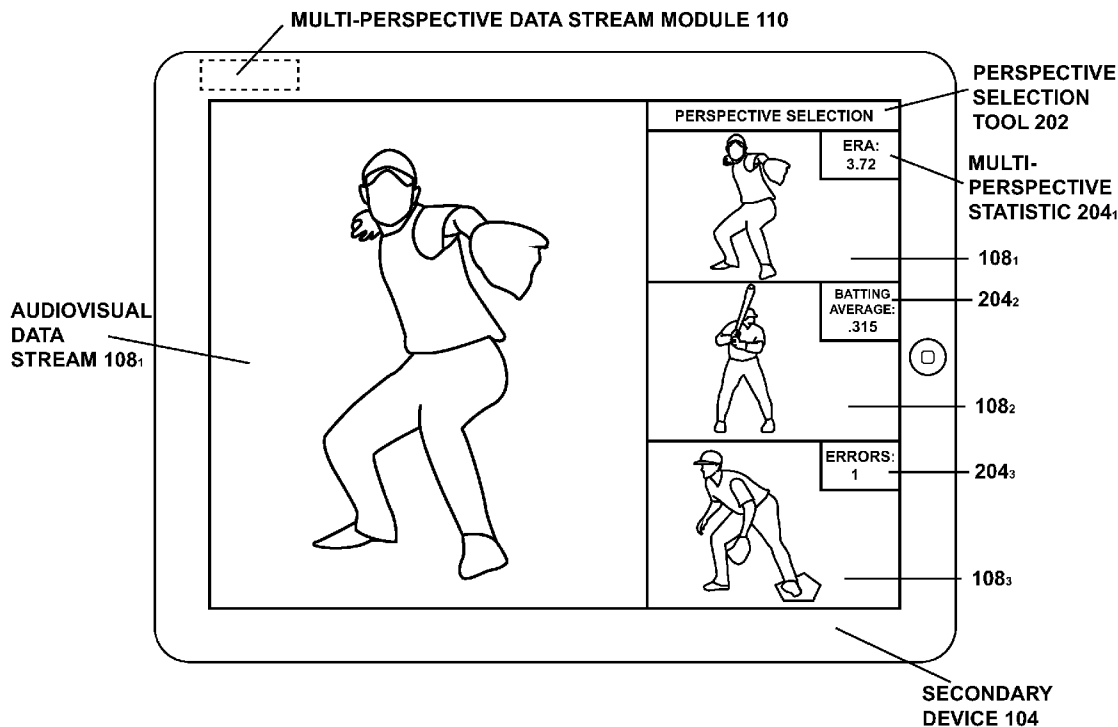 MULTI-PERSPECTIVE DATA STREAM MODULE 110
PERSPECTIVE SELECTION
PERSPECTIVE
SELECTION
TOOL 202
ERA:
3.72
MULTI-
PERSPECTIVE
STATISTIC 204₁
108₁
BATTING
AVERAGE:
.315
204₂
AUDIOVISUAL
DATA
STREAM 108₁
108₂
ERRORS:
1
204₃
108₃
SECONDARY
DEVICE 104